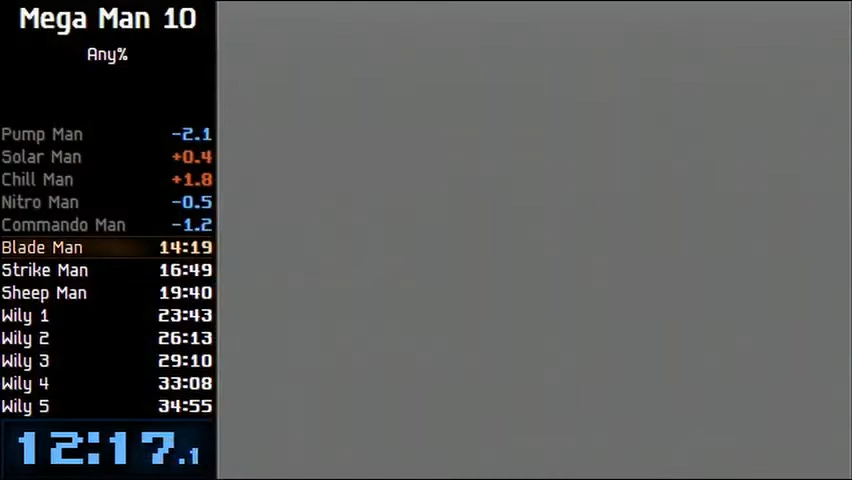 Mega Man 10
Any%
Pump Man -2.1
Solar Man +0.4
Chill Man +1.8
Nitro Man -0.5
Commando Man -1.2
Blade Man 14:19
Strike Man 16:49
Sheep Man 19:40
Wily 1 23:43
Wily 2 26:13
Wily 3 29:10
Wily 4 33:08
Wily 5 34:55
12:17.1